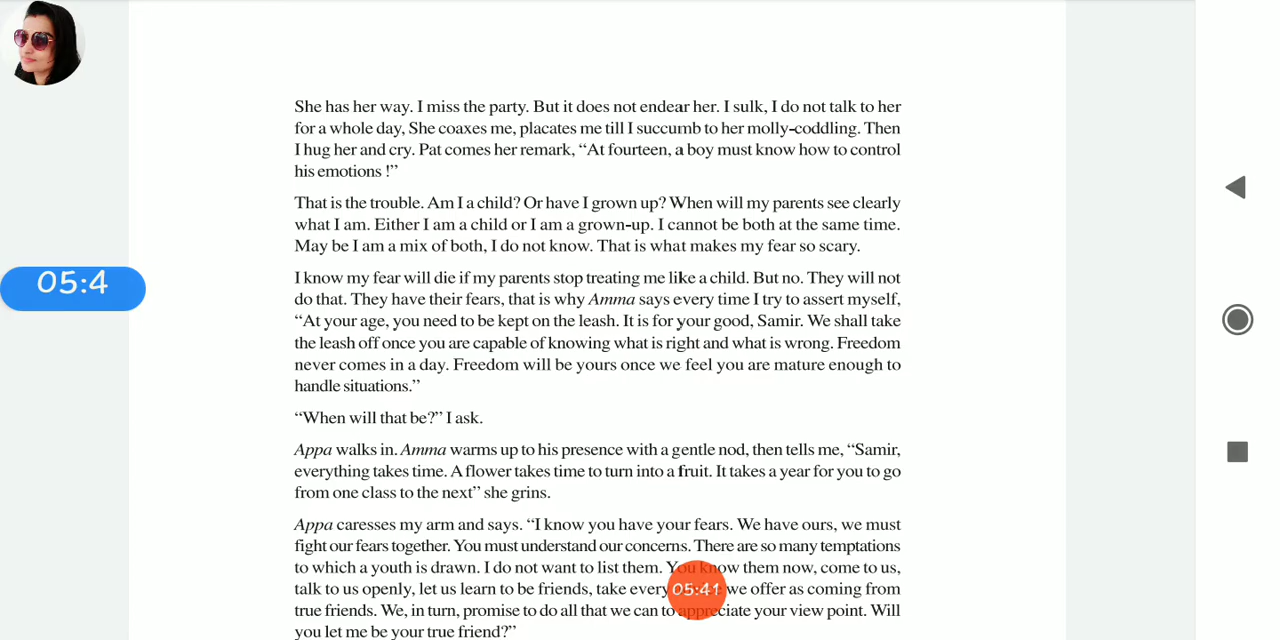 She has her way. I miss the party. But it does not endear her. I sulk, I do not talk to her
for a whole day, She coaxes me, placates me till I succumb to her molly-coddling. Then
I hug her and cry. Pat comes her remark, “At fourteen, a boy must know how to control
his emotions !”
That is the trouble. Am I a child? Or have I grown up? When will my parents see clearly
what I am. Either I am a child or I am a grown-up. I cannot be both at the same time.
May be I am a mix of both, I do not know. That is what makes my fear so scary.
I know my fear will die if my parents stop treating me like a child. But no. They will not
do that. They have their fears, that is why Amma says every time I try to assert myself,
05:4
“At your age, you need to be kept on the leash. It is for your good, Samir. We shall take
the leash off once you are capable of knowing what is right and what is wrong. Freedom
never comes in a day. Freedom will be yours once we feel you are mature enough to
handle situations.”
“When will that be?” I ask.
Appa walks in. Amma warms up to his presence with a gentle nod, then tells me, “Samir,
everything takes time. A flower takes time to turn into a fruit. It takes a year for you to go
from one class to the next” she grins.
Appa caresses my arm and says. “I know you have your fears. We have ours, we must
fight our fears together. You must understand our concerns. There are so many temptations
to which a youth is drawn. I do not want to list them. You know them now, come to us,
talk to us openly, let us learn to be friends, take every we offer as coming from
05:41
true friends. We, in turn, promise to do all that we can to appreciate your view point. Will
you let me be your true friend?”